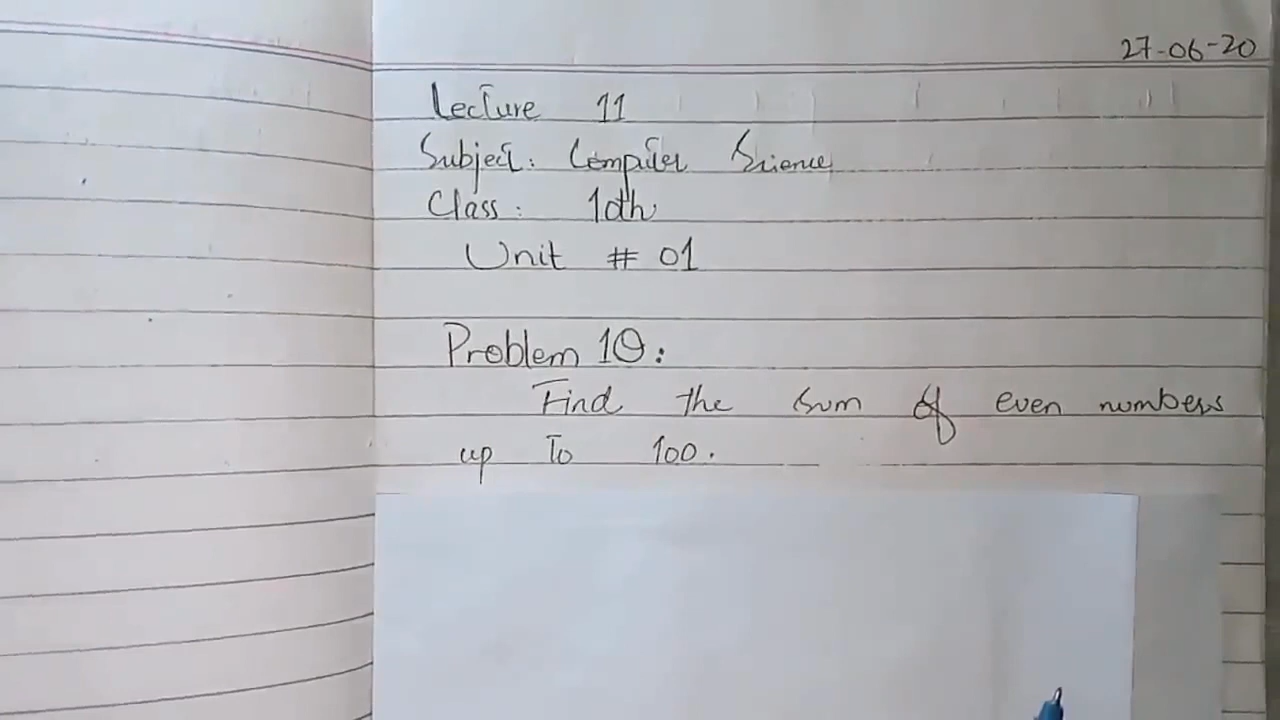 27-06-20
Lecture 11
Subject: Computer Science
Class: 10th
Unit # 01
Problem 10:
Find the sum of even numbers
up to 100.